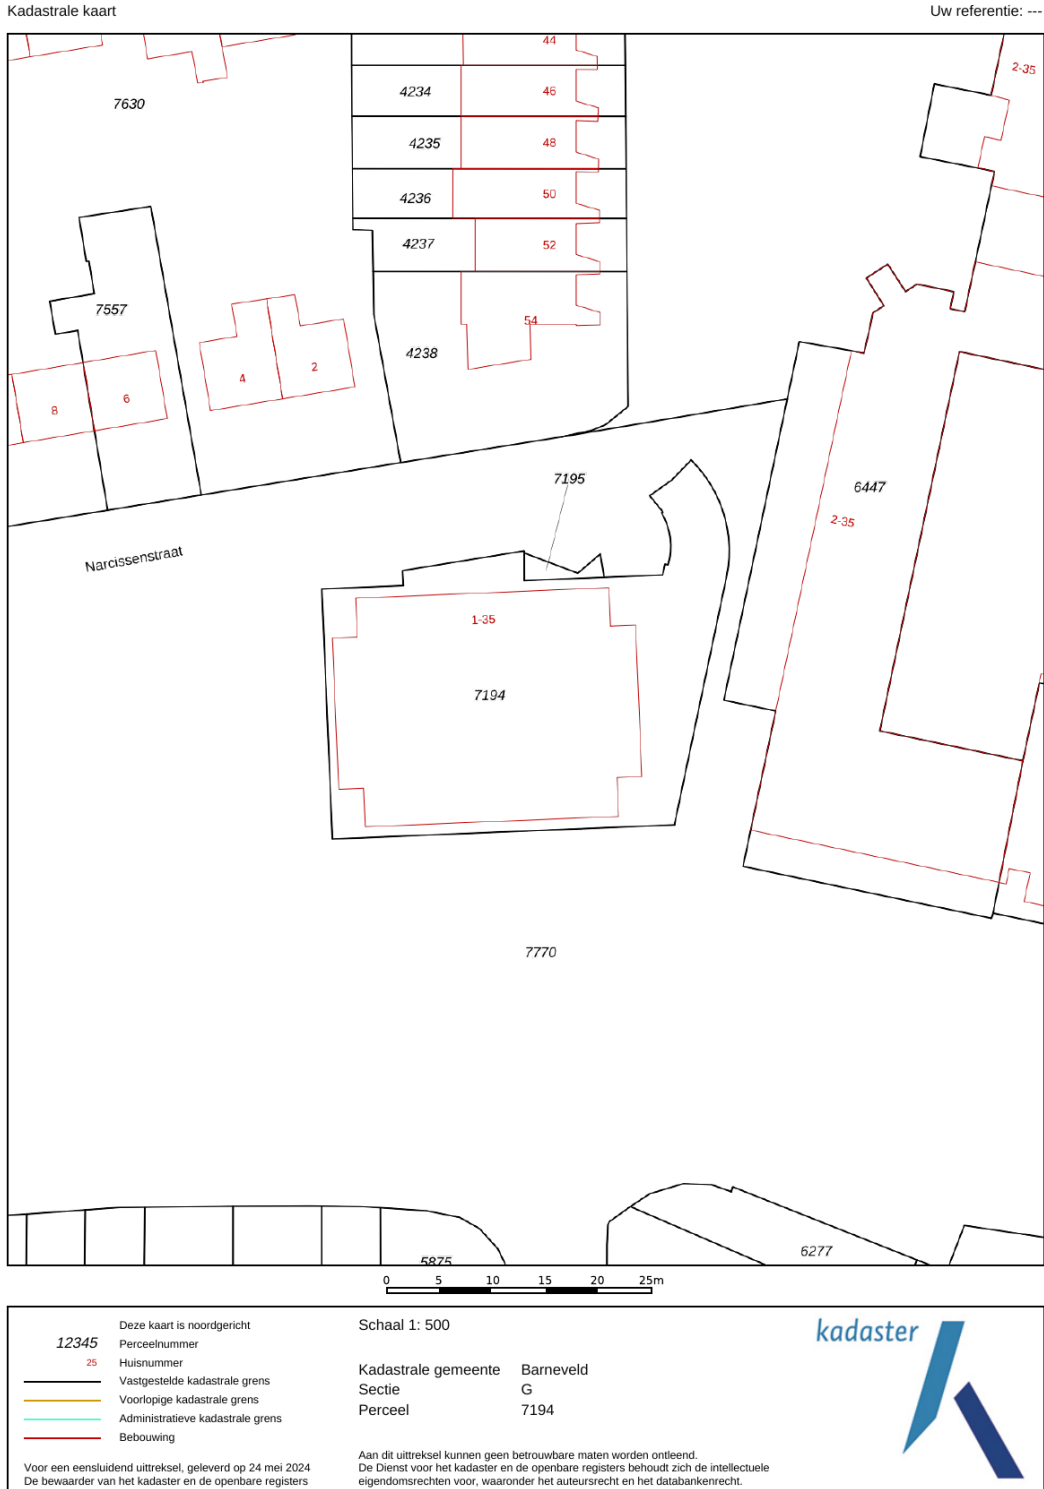 Kadastrale kaart
Uw referentie: ---
44
2-35
7630
4234
46
4235
48
4236
50
4237
52
7557
54
4238
4
2
8
6
7195
6447
2-35
Narcissenstraat
1-35
7194
7770
5875
6277
0 5 10 15 20 25m
Deze kaart is noordgericht
12345 Perceelnummer
25 Huisnummer
Vastgestelde kadastrale grens
Voorlopige kadastrale grens
Administratieve kadastrale grens
Bebouwing
Voor een eensluidend uittreksel, geleverd op 24 mei 2024
De bewaarder van het kadaster en de openbare registers
Schaal 1: 500
Kadastrale gemeente Barneveld
Sectie G
Perceel 7194
Aan dit uittreksel kunnen geen betrouwbare maten worden ontleend.
De Dienst voor het kadaster en de openbare registers behoudt zich de intellectuele
eigendomsrechten voor, waaronder het auteursrecht en het databankenrecht.
kadaster